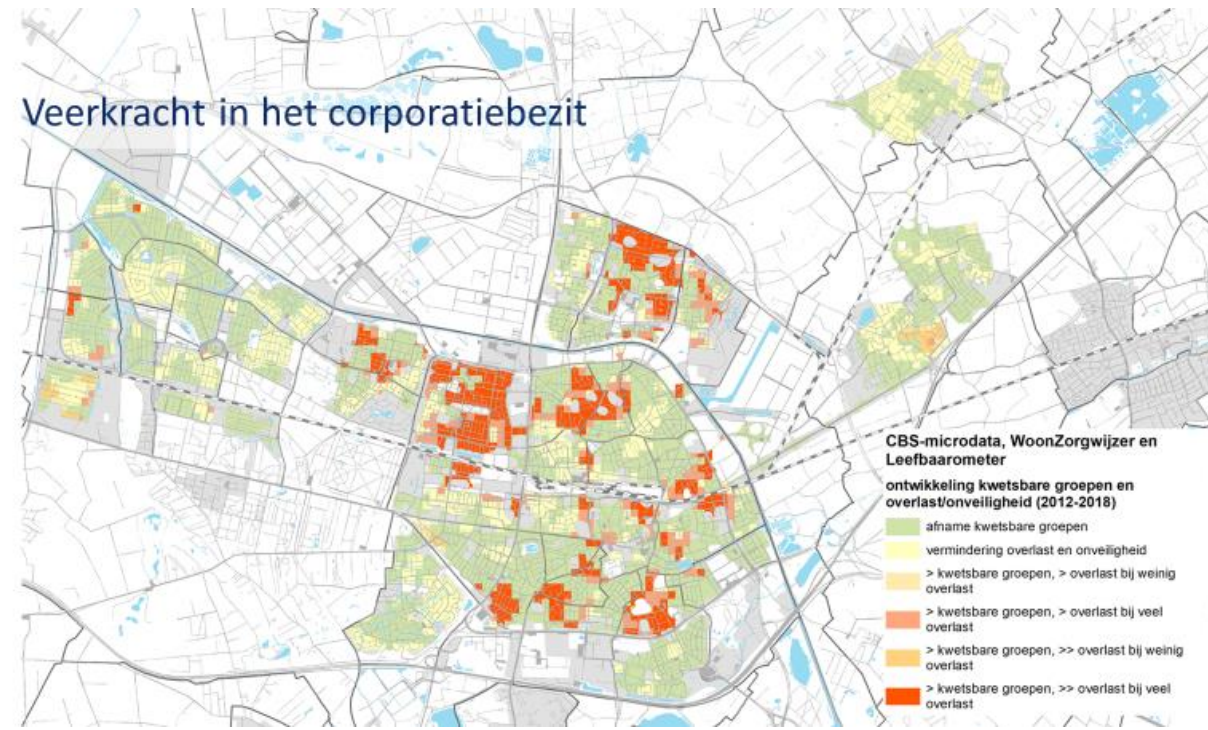 Veerkracht in het corporatiebezit
CBS-microdata, WoonZorgwijzer en
Leefbaarometer
ontwikkeling kwetsbare groepen en
overlast/onveiligheid (2012-2018)
afname kwetsbare groepen
vermindering overlast en onveiligheid
> kwetsbare groepen, > overlast bij weinig
overlast
> kwetsbare groepen, > overlast bij veel
overlast
> kwetsbare groepen, >> overlast bij weinig
overlast
> kwetsbare groepen, >> overlast bij veel
overlast